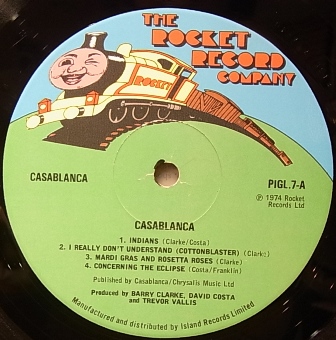 THE
ROCKET
RECORD
COMPANY
ROCKET
CASABLANCA
PIGL.7-A
℗ 1974 Rocket
Records Ltd
CASABLANCA
1. INDIANS (Clarke/Costa)
2. I REALLY DON'T UNDERSTAND (COTTONBLASTER) (Clarke)
3. MARDI GRAS AND ROSETTA ROSES (Clarke)
4. CONCERNING THE ECLIPSE (Costa/Franklin)
Published by Casablanca/Chrysalis Music Ltd
Produced by BARRY CLARKE, DAVID COSTA
and TREVOR VALLIS
Manufactured and distributed by Island Records Limited